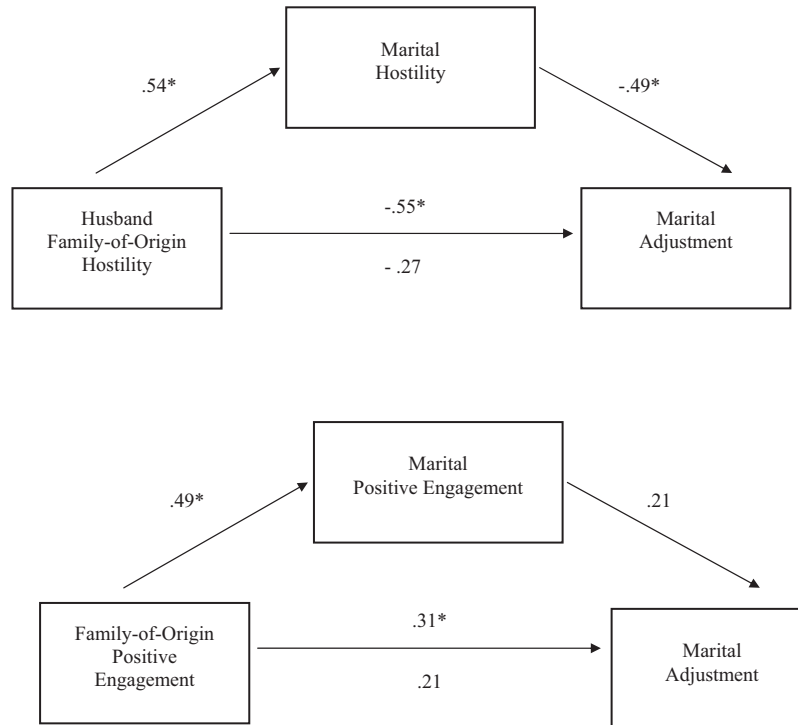 Marital
Hostility
.54*
-.49*
Husband
Family-of-Origin
Hostility
-.55*
- .27
Marital
Adjustment
Marital
Positive Engagement
.49*
.21
Family-of-Origin
Positive
Engagement
.31*
.21
Marital
Adjustment